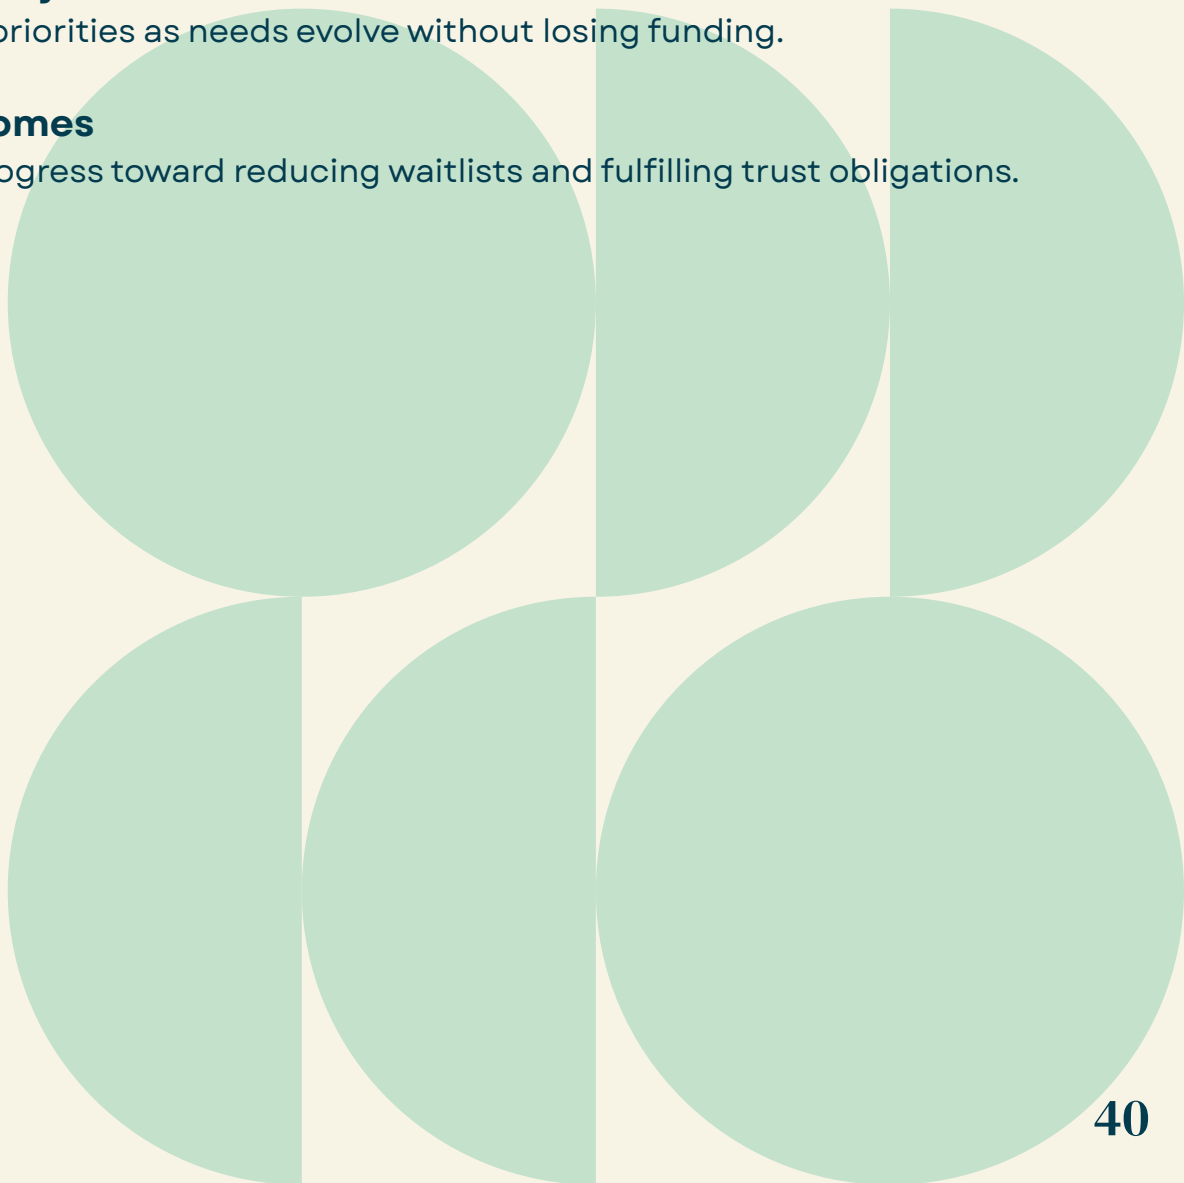 priorities as needs evolve without losing funding.
omes
ogress toward reducing waitlists and fulfilling trust obligations.
40